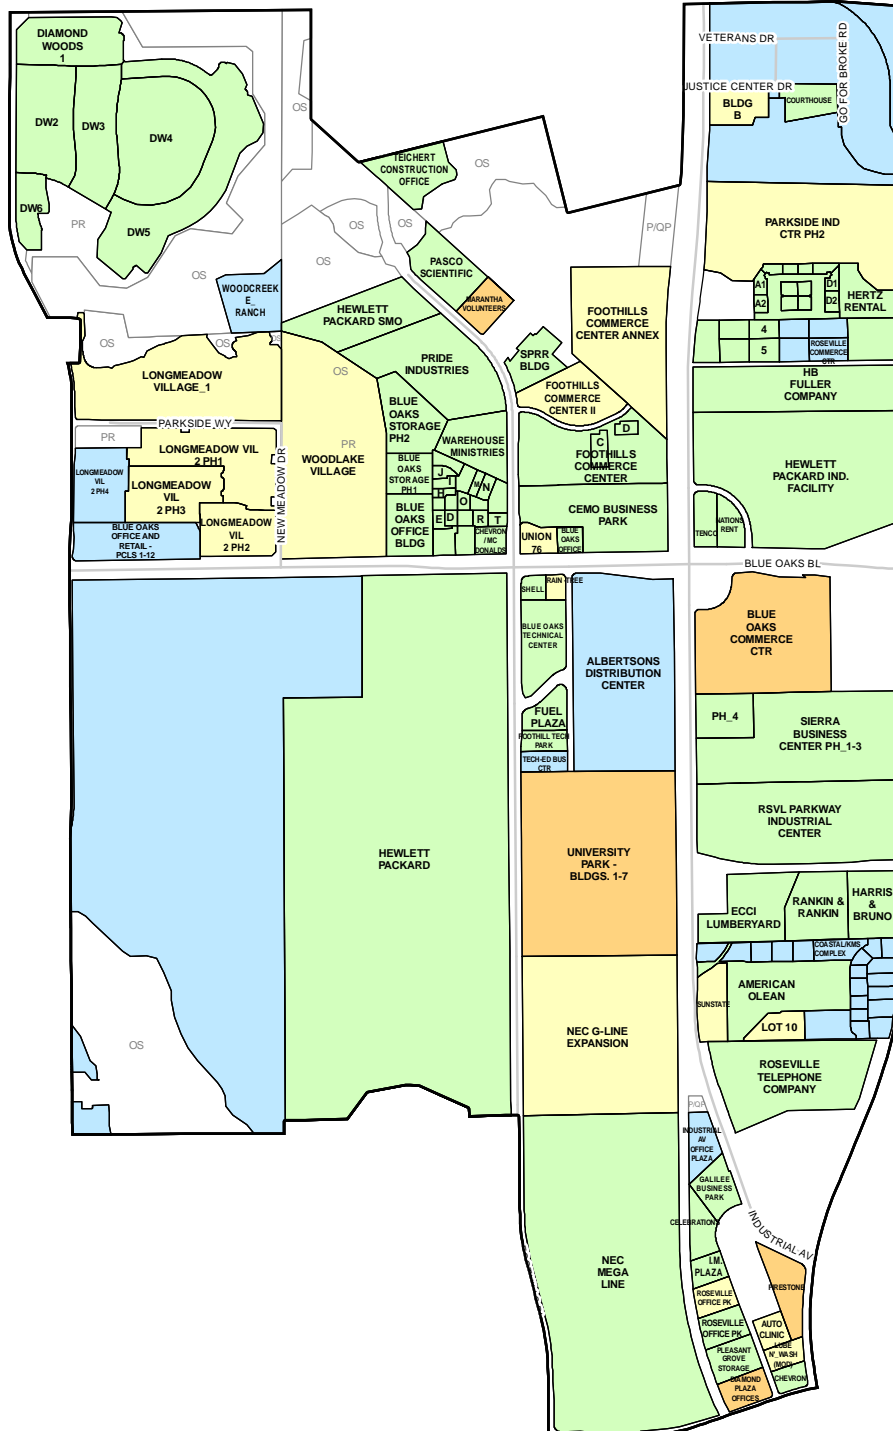 DIAMOND
WOODS
1
DW2
DW3
DW4
DW6
DW5
PR
OS
OS
OS
OS
OS
OS
TEICHERT
CONSTRUCTION
OFFICE
P/QP
VETERANS DR
JUSTICE CENTER DR
GO FOR BROKE RD
BLDG
B
COURTHOUSE
PARKSIDE IND
CTR PH2
A1
A2
D1
D2
HERTZ
RENTAL
4
5
ROSEVILLE
COMMERCE
CTR
HB
FULLER
COMPANY
HEWLETT
PACKARD IND.
FACILITY
TENCO
NATIONS
RENT
WOODCREEK
E_
RANCH
OS
OS
OS
OS
PASCO
SCIENTIFIC
MARANTHA
VOLUNTEERS
HEWLETT
PACKARD SMO
PRIDE
INDUSTRIES
FOOTHILLS
COMMERCE
CENTER ANNEX
SPRR
BLDG
FOOTHILLS
COMMERCE
CENTER II
LONGMEADOW
VILLAGE_1
PARKSIDE WY
PR
LONGMEADOW VIL
2 PH1
LONGMEADOW
VIL
2 PH4
LONGMEADOW
VIL
2 PH3
LONGMEADOW
VIL
2 PH2
BLUE OAKS
OFFICE AND
RETAIL -
PCLS 1-12
NEW MEADOW DR
PR
WOODLAKE
VILLAGE
BLUE
OAKS
STORAGE
PH2
WAREHOUSE
MINISTRIES
BLUE
OAKS
STORAGE
PH1
BLUE
OAKS
OFFICE
BLDG
J
I
H
M
N
O
E
D
R
T
CHEVRON
/ MC
DONALDS
C
D
FOOTHILLS
COMMERCE
CENTER
CEMO BUSINESS
PARK
UNION
76
BLUE
OAKS
OFFICE
BLUE OAKS BL
SHELL
RAIN TREE
BLUE OAKS
TECHNICAL
CENTER
ALBERTSONS
DISTRIBUTION
CENTER
BLUE
OAKS
COMMERCE
CTR
FUEL
PLAZA
FOOTHILL TECH
PARK
TECH-ED BUS
CTR
PH_4
SIERRA
BUSINESS
CENTER PH_1-3
RSVL PARKWAY
INDUSTRIAL
CENTER
HEWLETT
PACKARD
UNIVERSITY
PARK -
BLDGS. 1-7
ECCI
LUMBERYARD
RANKIN &
RANKIN
HARRIS
&
BRUNO
COASTAL/KMS
COMPLEX
SUNSTATE
AMERICAN
OLEAN
LOT 10
NEC G-LINE
EXPANSION
OS
ROSEVILLE
TELEPHONE
COMPANY
P/QP
INDUSTRIAL
AV
OFFICE
PLAZA
GALILEE
BUSINESS
PARK
CELEBRATIONS
INDUSTRIAL AV
NEC
MEGA
LINE
I.M.
PLAZA
ROSEVILLE
OFFICE PK
PRESTONE
ROSEVILLE
OFFICE PK
AUTO
CLINIC
LUBE
N'_WASH
(MOD)
PLEASANT
GROVE
STORAGE
CHEVRON
DIAMOND
PLAZA
OFFICES